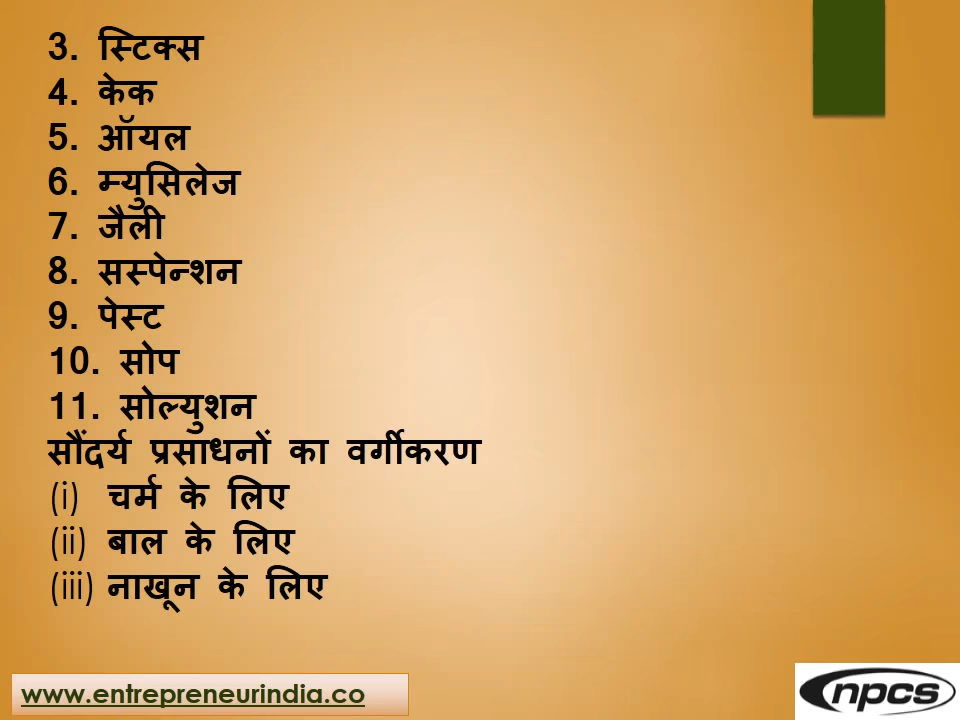 3. स्टिक्स
4. केक
5. ऑयल
6. म्युसिलेज
7. जैली
8. सस्पेन्शन
9. पेस्ट
10. सोप
11. सोल्युशन
सौंदर्य प्रसाधनों का वर्गीकरण
(i) चर्म के लिए
(ii) बाल के लिए
(iii) नाखून के लिए
www.entrepreneurindia.co
npcs